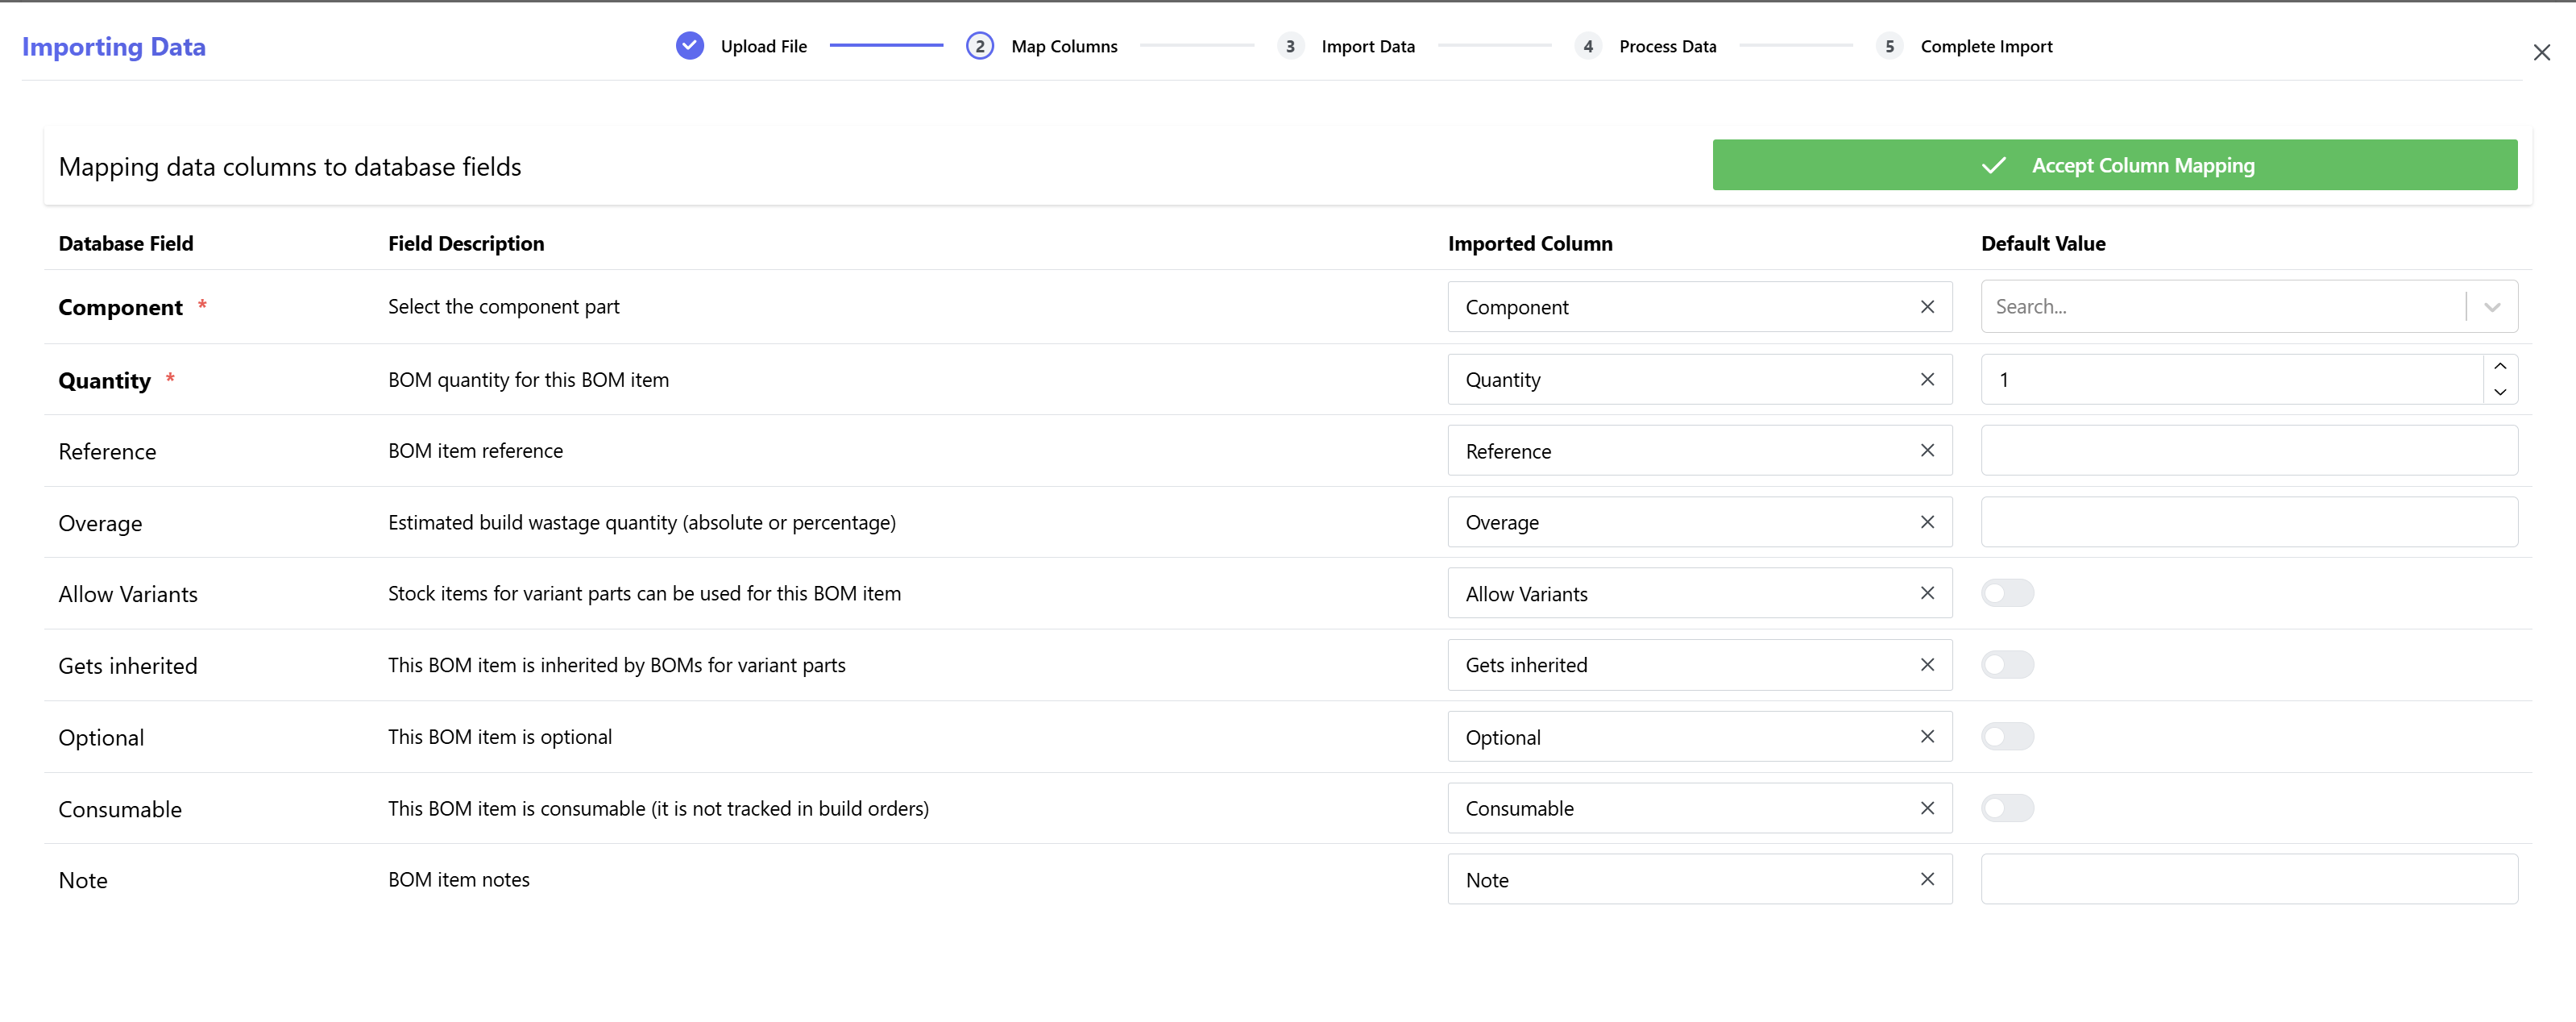 Importing Data
Upload File
2 Map Columns
3 Import Data
4 Process Data
5 Complete Import
Mapping data columns to database fields
Accept Column Mapping
Database Field Field Description Imported Column Default Value
Component * Select the component part Component Search...
Quantity * BOM quantity for this BOM item Quantity 1
Reference BOM item reference Reference
Overage Estimated build wastage quantity (absolute or percentage) Overage
Allow Variants Stock items for variant parts can be used for this BOM item Allow Variants
Gets inherited This BOM item is inherited by BOMs for variant parts Gets inherited
Optional This BOM item is optional Optional
Consumable This BOM item is consumable (it is not tracked in build orders) Consumable
Note BOM item notes Note